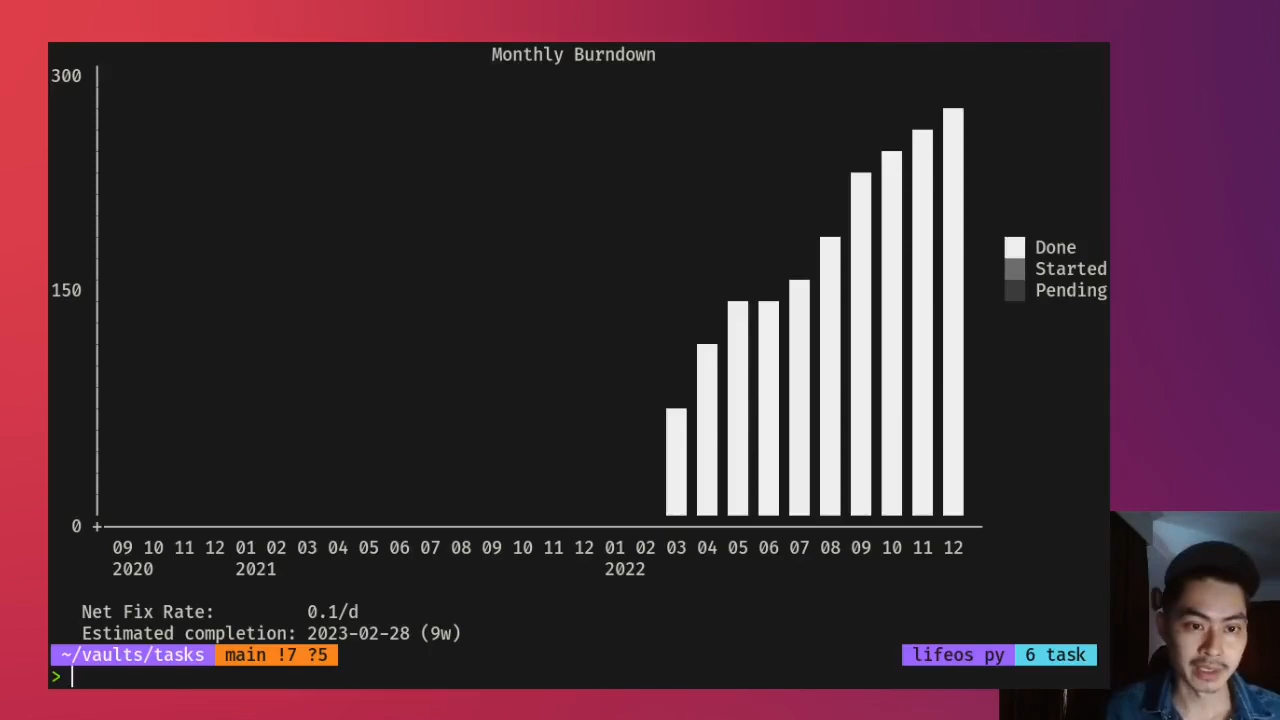 Monthly Burndown
300
150
0
Done
Started
Pending
09 10 11 12 01 02 03 04 05 06 07 08 09 10 11 12 01 02 03 04 05 06 07 08 09 10 11 12
2020 2021 2022
Net Fix Rate: 0.1/d
Estimated completion: 2023-02-28 (9w)
~/vaults/tasks main !7 ?5 lifeos py 6 task
>